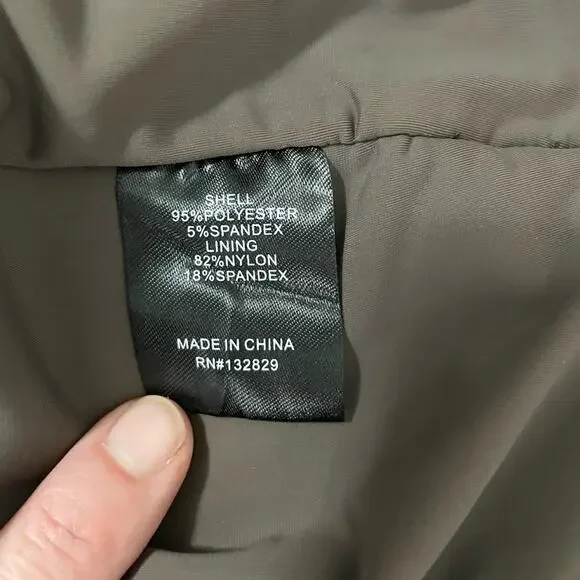 SHELL
95%POLYESTER
5%SPANDEX
LINING
82%NYLON
18%SPANDEX
MADE IN CHINA
RN#132829